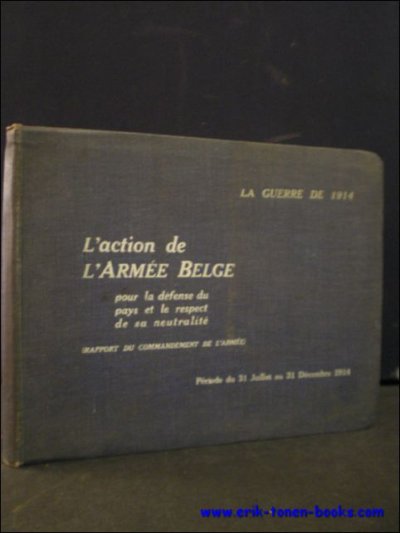 LA GUERRE DE 1914
L'action de
L'ARMÉE BELGE
pour la défense du
pays et le respect
de sa neutralité
(RAPPORT DU COMMANDEMENT DE L'ARMÉE)
Période du 31 Juillet au 31 Décembre 1914
www.erik-tonen-books.com